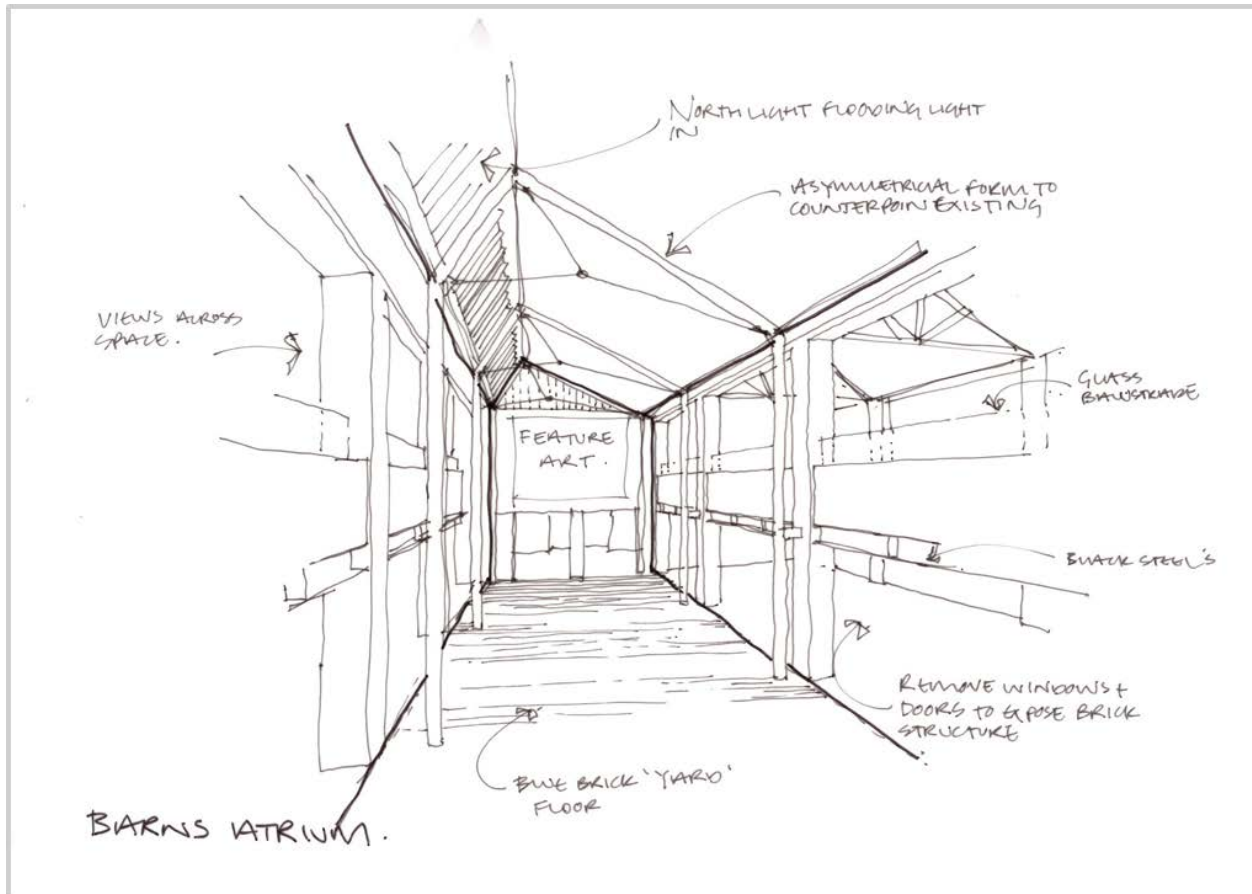 NORTH LIGHT FLOODING LIGHT
IN
ASYMMETRICAL FORM TO
COUNTERPOIN EXISTING
VIEWS ACROSS
SPACE.
GLASS
BALUSTRADE
FEATURE
ART.
BLACK STEEL'S
REMOVE WINDOWS +
DOORS TO EXPOSE BRICK
STRUCTURE
BLUE BRICK 'YARD'
FLOOR
BARNS ATRIUM.